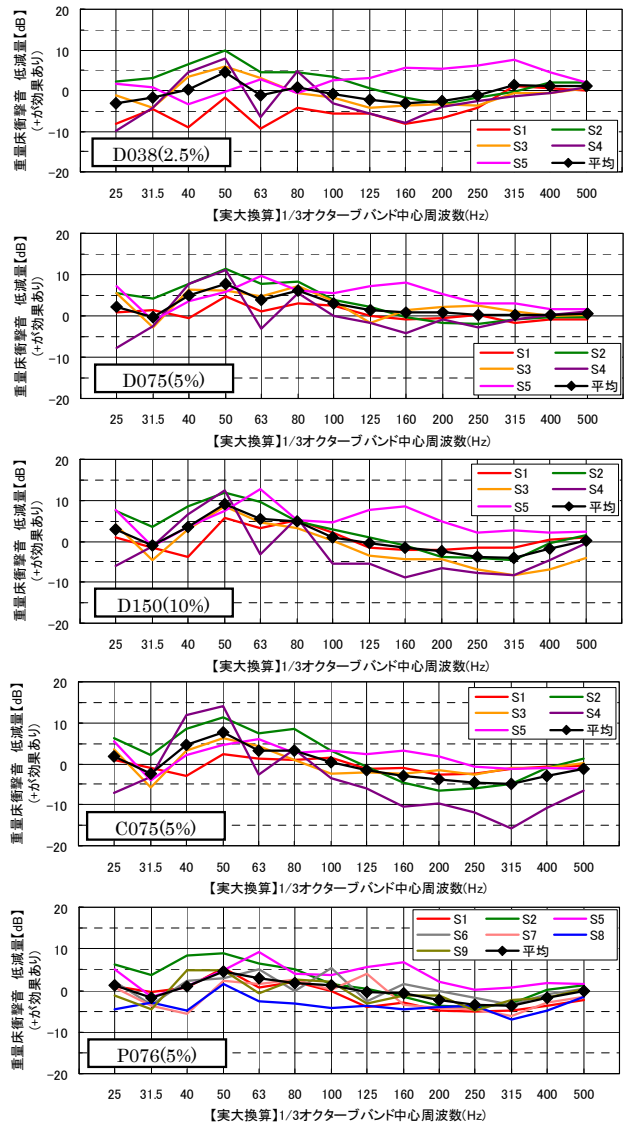 重量床衝撃音 低減量【dB】
(+が効果あり)
20
10
0
-10
-20
D038(2.5%)
S1 S2
S3 S4
S5 平均
25 31.5 40 50 63 80 100 125 160 200 250 315 400 500
【実大換算】1/3オクターブバンド中心周波数(Hz)
重量床衝撃音 低減量【dB】
(+が効果あり)
20
10
0
-10
-20
D075(5%)
S1 S2
S3 S4
S5 平均
25 31.5 40 50 63 80 100 125 160 200 250 315 400 500
【実大換算】1/3オクターブバンド中心周波数(Hz)
重量床衝撃音 低減量【dB】
(+が効果あり)
20
10
0
-10
-20
D150(10%)
S1 S2
S3 S4
S5 平均
25 31.5 40 50 63 80 100 125 160 200 250 315 400 500
【実大換算】1/3オクターブバンド中心周波数(Hz)
重量床衝撃音 低減量【dB】
(+が効果あり)
20
10
0
-10
-20
C075(5%)
S1 S2
S3 S4
S5 平均
25 31.5 40 50 63 80 100 125 160 200 250 315 400 500
【実大換算】1/3オクターブバンド中心周波数(Hz)
重量床衝撃音 低減量【dB】
(+が効果あり)
20
10
0
-10
-20
P076(5%)
S1 S2 S5
S6 S7 S8
S9 平均
25 31.5 40 50 63 80 100 125 160 200 250 315 400 500
【実大換算】1/3オクターブバンド中心周波数(Hz)